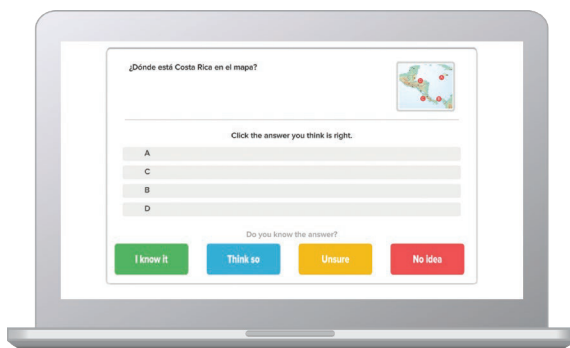 ¿Dónde está Costa Rica en el mapa?
Click the answer you think is right.
A
C
B
D
Do you know the answer?
I know it
Think so
Unsure
No idea